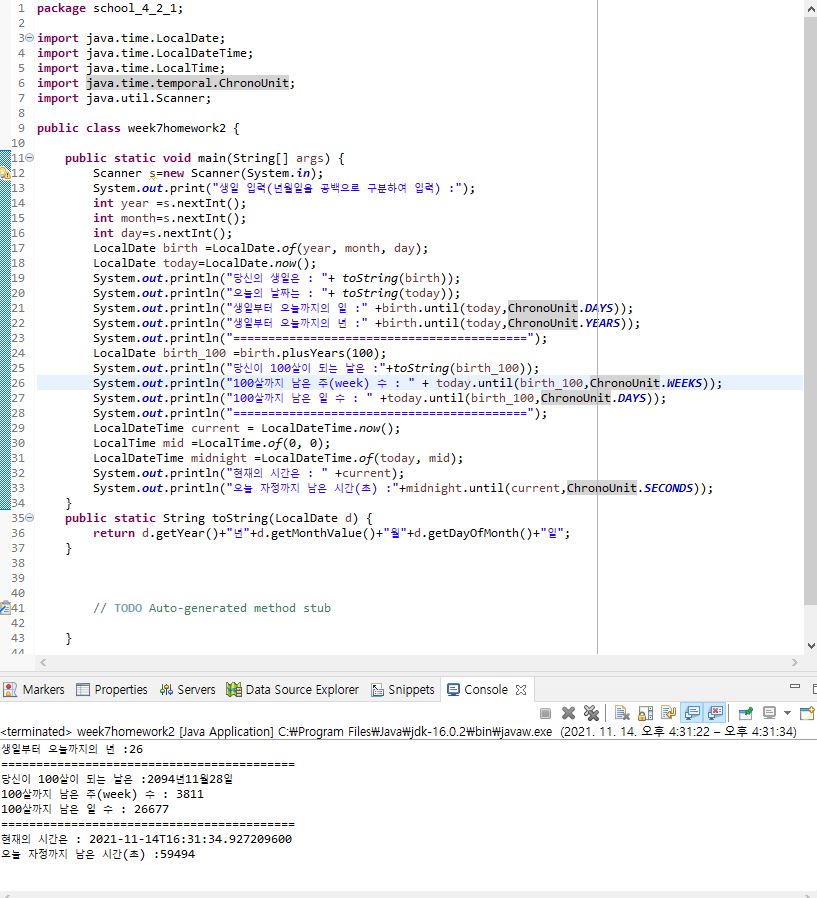 1 package school_4_2_1;
2
3 import java.time.LocalDate;
4 import java.time.LocalDateTime;
5 import java.time.LocalTime;
6 import java.time.temporal.ChronoUnit;
7 import java.util.Scanner;
8
9 public class week7homework2 {
10
11 public static void main(String[] args) {
12 Scanner s=new Scanner(System.in);
13 System.out.print("생일 입력(년월일을 공백으로 구분하여 입력) :");
14 int year =s.nextInt();
15 int month=s.nextInt();
16 int day=s.nextInt();
17 LocalDate birth =LocalDate.of(year, month, day);
18 LocalDate today=LocalDate.now();
19 System.out.println("당신의 생일은 : "+ toString(birth));
20 System.out.println("오늘의 날짜는 : "+ toString(today));
21 System.out.println("생일부터 오늘까지의 일 :" +birth.until(today,ChronoUnit.DAYS));
22 System.out.println("생일부터 오늘까지의 년 :" +birth.until(today,ChronoUnit.YEARS));
23 System.out.println("=========================================");
24 LocalDate birth_100 =birth.plusYears(100);
25 System.out.println("당신이 100살이 되는 날은 :"+toString(birth_100));
26 System.out.println("100살까지 남은 주(week) 수 : " + today.until(birth_100,ChronoUnit.WEEKS));
27 System.out.println("100살까지 남은 일 수 : " +today.until(birth_100,ChronoUnit.DAYS));
28 System.out.println("=========================================");
29 LocalDateTime current = LocalDateTime.now();
30 LocalTime mid =LocalTime.of(0, 0);
31 LocalDateTime midnight =LocalDateTime.of(today, mid);
32 System.out.println("현재의 시간은 : " +current);
33 System.out.println("오늘 자정까지 남은 시간(초) :"+midnight.until(current,ChronoUnit.SECONDS));
34 }
35 public static String toString(LocalDate d) {
36 return d.getYear()+"년"+d.getMonthValue()+"월"+d.getDayOfMonth()+"일";
37 }
38
39
40
41 // TODO Auto-generated method stub
42
43 }
44
Markers Properties Servers Data Source Explorer Snippets Console
<terminated> week7homework2 [Java Application] C:₩Program Files₩Java₩jdk-16.0.2₩bin₩javaw.exe (2021. 11. 14. 오후 4:31:22 – 오후 4:31:34)
생일부터 오늘까지의 년 :26
=========================================
당신이 100살이 되는 날은 :2094년11월28일
100살까지 남은 주(week) 수 : 3811
100살까지 남은 일 수 : 26677
=========================================
현재의 시간은 : 2021-11-14T16:31:34.927209600
오늘 자정까지 남은 시간(초) :59494